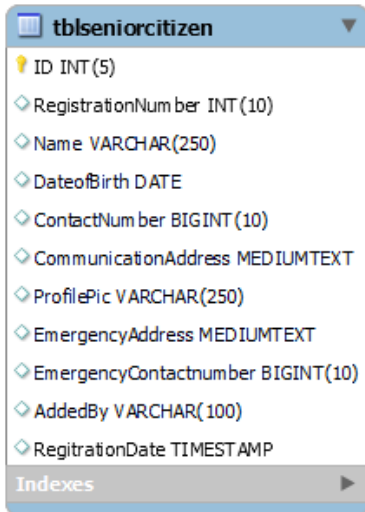 tblseniorcitizen
ID INT(5)
RegistrationNumber INT(10)
Name VARCHAR(250)
DateofBirth DATE
ContactNumber BIGINT(10)
CommunicationAddress MEDIUMTEXT
ProfilePic VARCHAR(250)
EmergencyAddress MEDIUMTEXT
EmergencyContactnumber BIGINT(10)
AddedBy VARCHAR(100)
RegitrationDate TIMESTAMP
Indexes